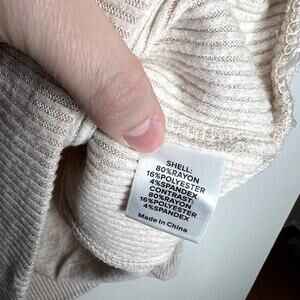 SHELL:
80%RAYON
16%POLYESTER
4%SPANDEX
CONTRAST:
80%RAYON
16%POLYESTER
4%SPANDEX
Made In China